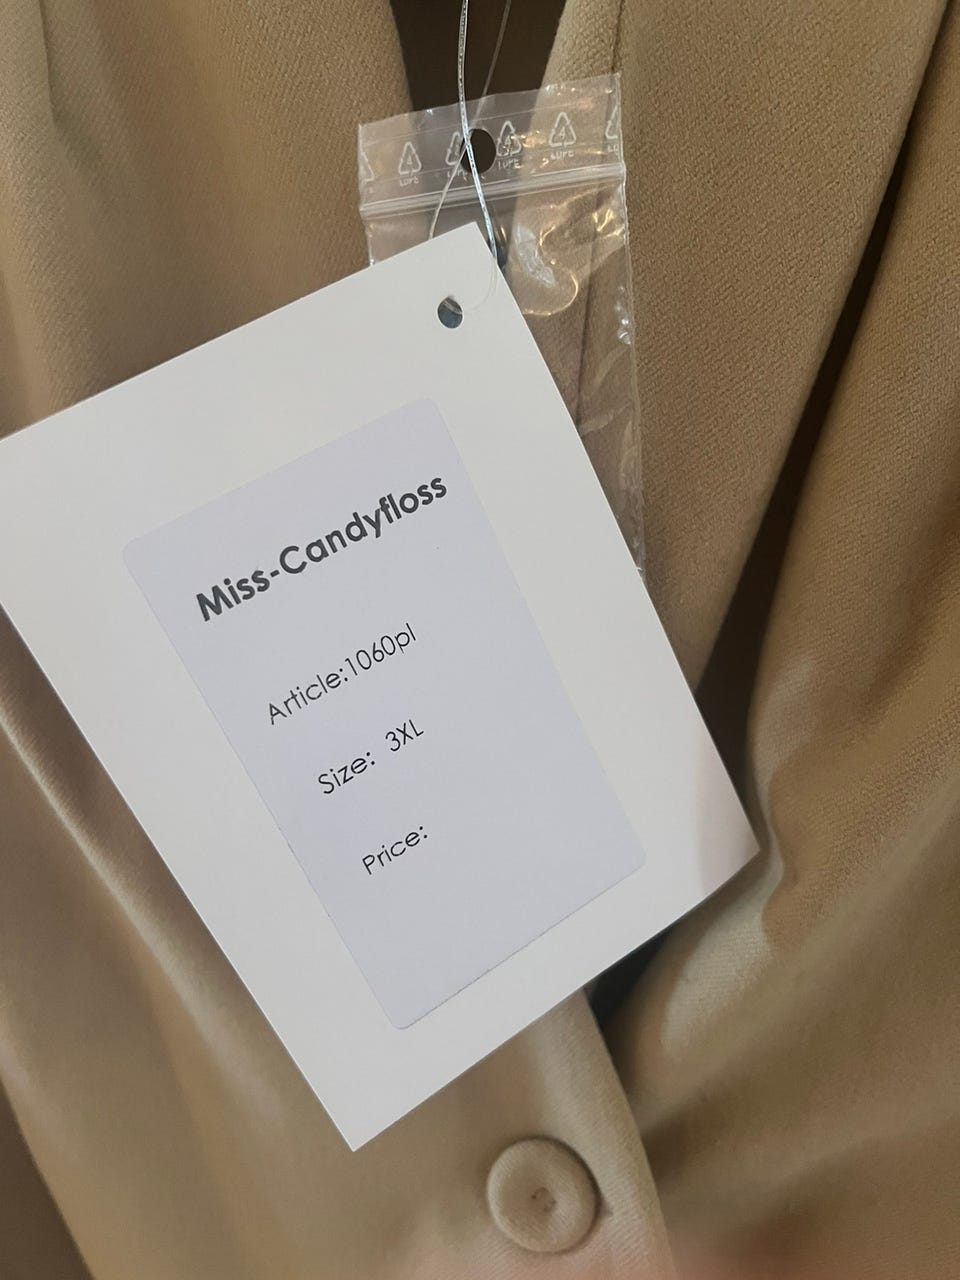 Miss-Candyfloss
Article:1060pl
Size: 3XL
Price: